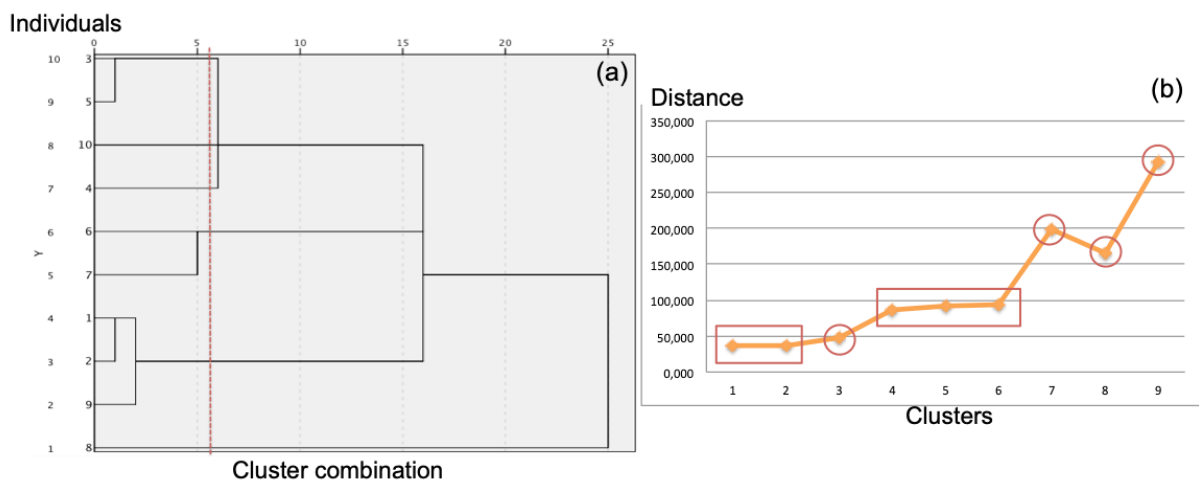 Individuals
0 5 10 15 20 25
(a)
10 3
9 5
8 10
7 4
6 6
Y
5 7
4 1
3 2
2 9
1 8
Cluster combination
Distance
(b)
350,000
300,000
250,000
200,000
150,000
100,000
50,000
0,000
1 2 3 4 5 6 7 8 9
Clusters